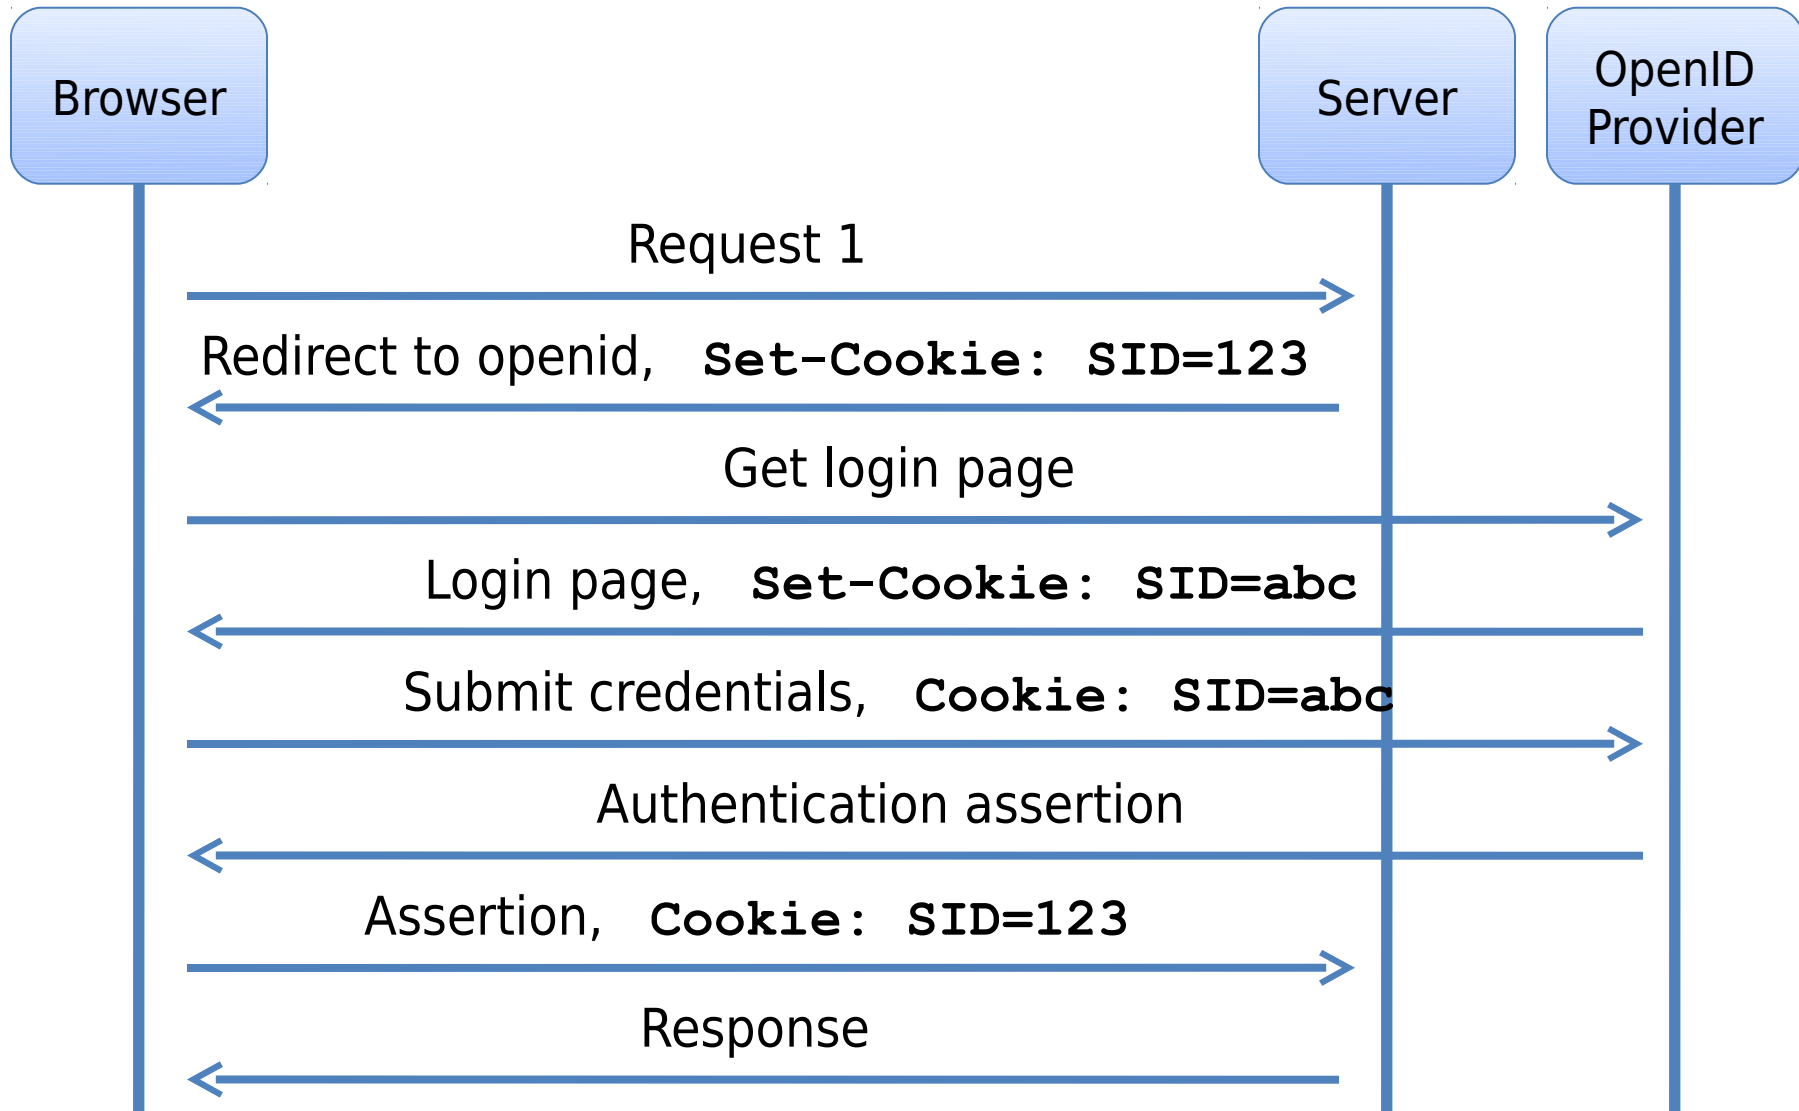 Browser
Server
OpenID
Provider
Request 1
Redirect to openid, Set-Cookie: SID=123
Get login page
Login page, Set-Cookie: SID=abc
Submit credentials, Cookie: SID=abc
Authentication assertion
Assertion, Cookie: SID=123
Response